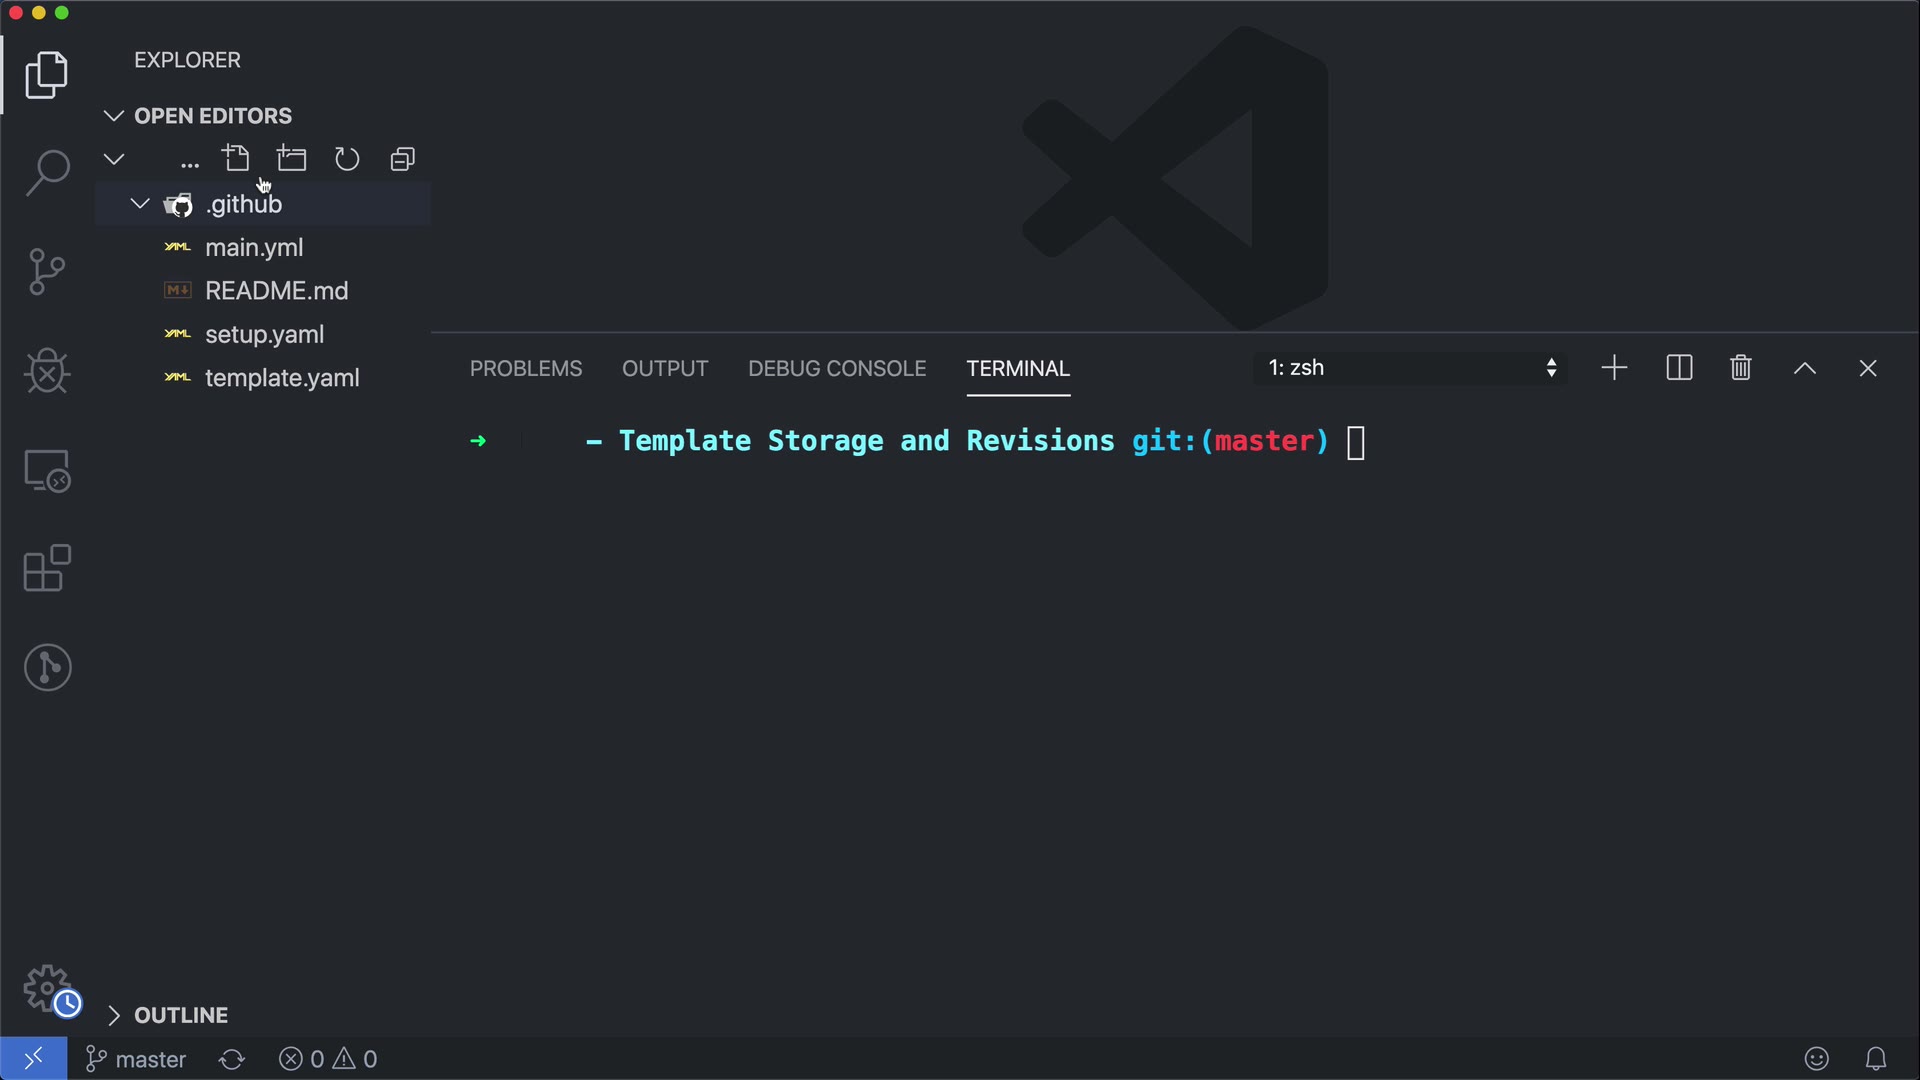 EXPLORER
OPEN EDITORS
...
.github
main.yml
README.md
setup.yaml
template.yaml
PROBLEMS OUTPUT DEBUG CONSOLE TERMINAL 1: zsh
➜ - Template Storage and Revisions git:(master)
OUTLINE
master 0 0